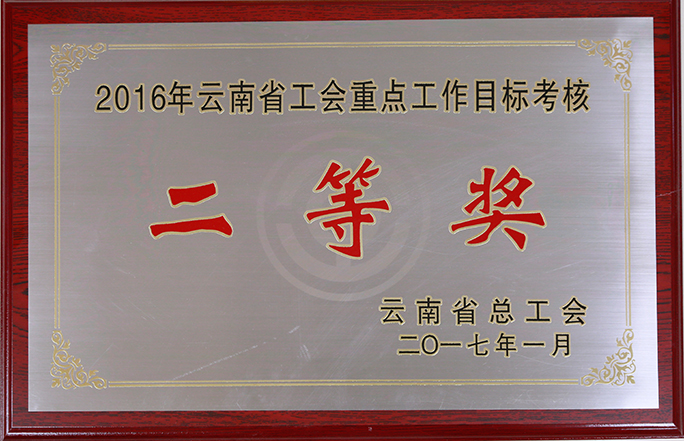 2016年云南省工会重点工作目标考核
二等奖
云南省总工会
二〇一七年一月